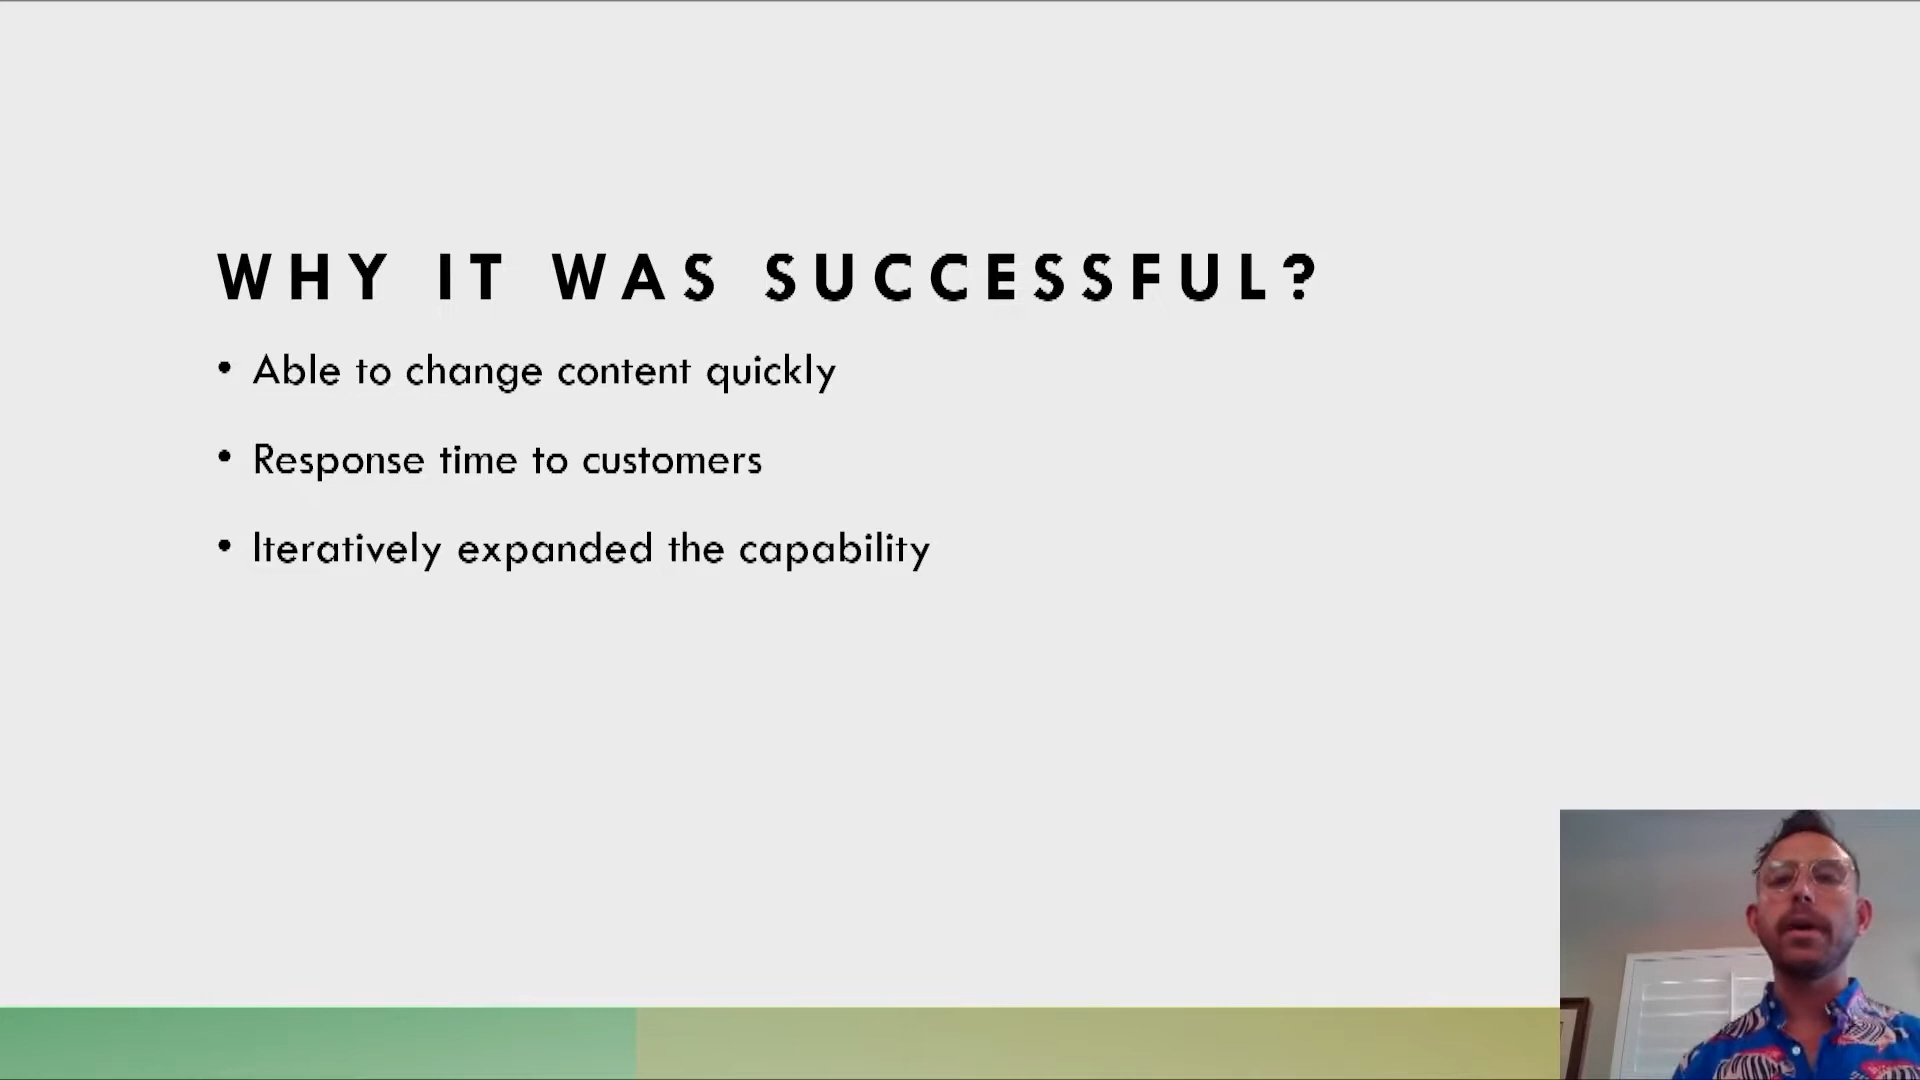 WHY IT WAS SUCCESSFUL?
• Able to change content quickly
• Response time to customers
• Iteratively expanded the capability